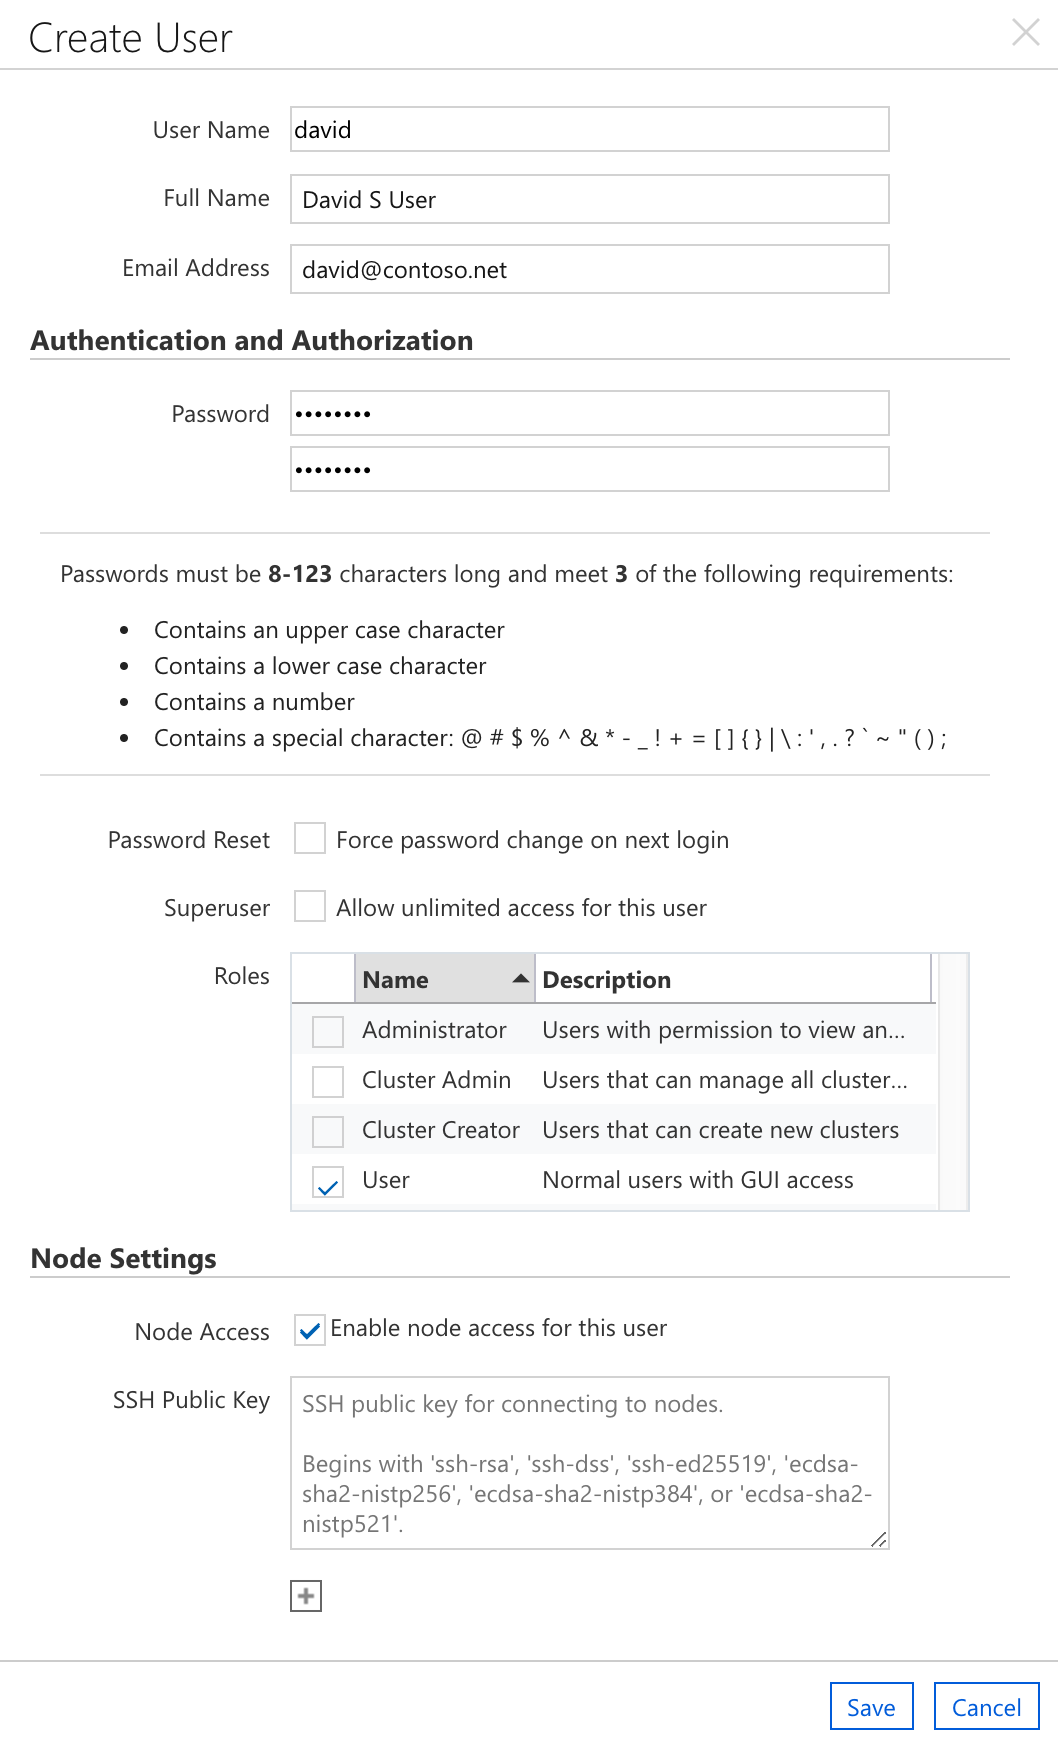 Create User
User Name
david
Full Name
David S User
Email Address
david@contoso.net
Authentication and Authorization
Password
••••••••
••••••••
Passwords must be 8-123 characters long and meet 3 of the following requirements:
• Contains an upper case character
• Contains a lower case character
• Contains a number
• Contains a special character: @ # $ % ^ & * - _ ! + = [ ] { } | \ : ' , . ? ` ~ " ( ) ;
Password Reset
Force password change on next login
Superuser
Allow unlimited access for this user
Roles
Name Description
Administrator Users with permission to view an...
Cluster Admin Users that can manage all cluster...
Cluster Creator Users that can create new clusters
User Normal users with GUI access
Node Settings
Node Access
Enable node access for this user
SSH Public Key
SSH public key for connecting to nodes.
Begins with 'ssh-rsa', 'ssh-dss', 'ssh-ed25519', 'ecdsa-
sha2-nistp256', 'ecdsa-sha2-nistp384', or 'ecdsa-sha2-
nistp521'.
Save
Cancel